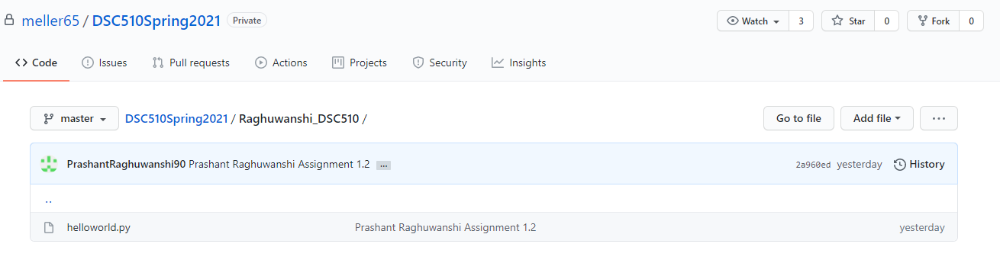 meller65 / DSC510Spring2021 Private Watch 3 Star 0 Fork 0
Code Issues Pull requests Actions Projects Security Insights
master DSC510Spring2021 / Raghuwanshi_DSC510 / Go to file Add file ...
PrashantRaghuwanshi90 Prashant Raghuwanshi Assignment 1.2 ... 2a960ed yesterday History
..
helloworld.py Prashant Raghuwanshi Assignment 1.2 yesterday